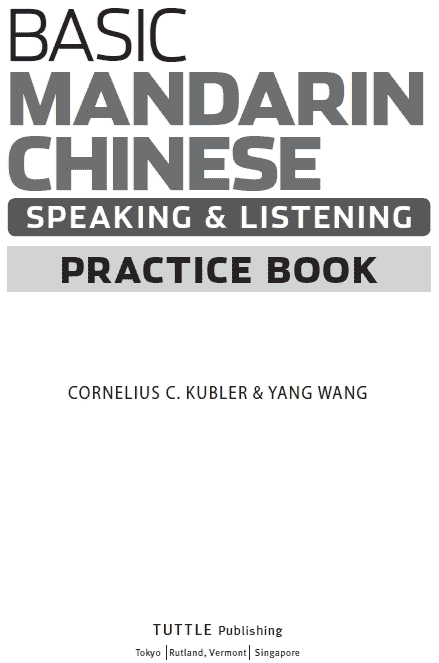 BASIC
MANDARIN
CHINESE
SPEAKING & LISTENING
PRACTICE BOOK
CORNELIUS C. KUBLER & YANG WANG
TUTTLE Publishing
Tokyo | Rutland, Vermont | Singapore